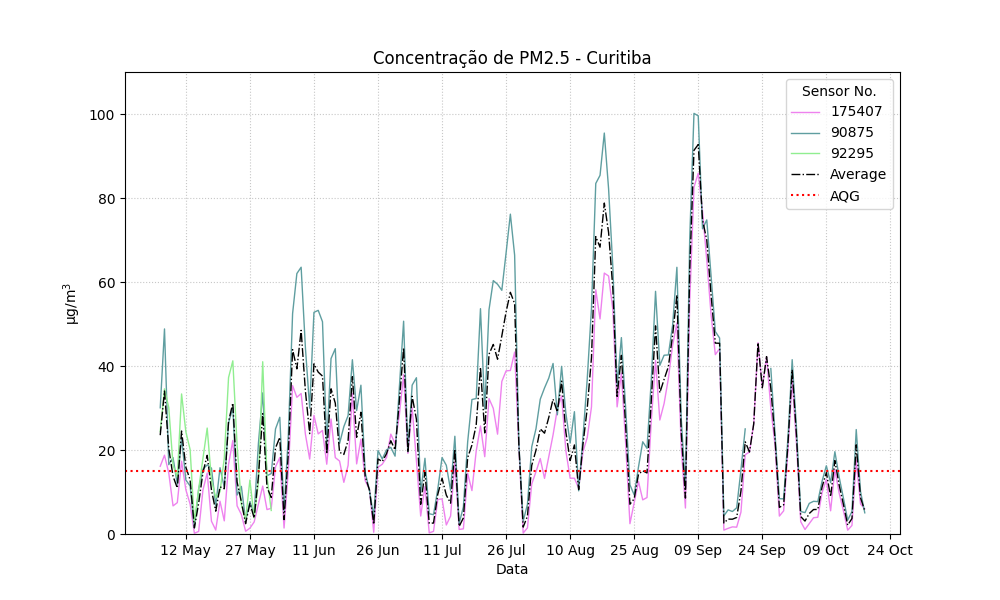 Concentração de PM2.5 - Curitiba
Sensor No.
175407
90875
92295
Average
AQG
100
80
60
40
20
0
µg/m³
12 May 27 May 11 Jun 26 Jun 11 Jul 26 Jul 10 Aug 25 Aug 09 Sep 24 Sep 09 Oct 24 Oct
Data